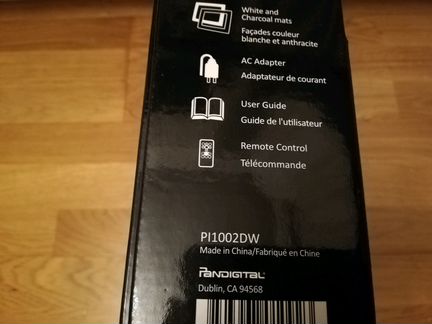 White and
Charcoal mats
Façades couleur
blanche et anthracite
AC Adapter
Adaptateur de courant
User Guide
Guide de l'utilisateur
Remote Control
Télécommande
PI1002DW
Made in China/Fabriqué en Chine
PANDIGITAL
Dublin, CA 94568